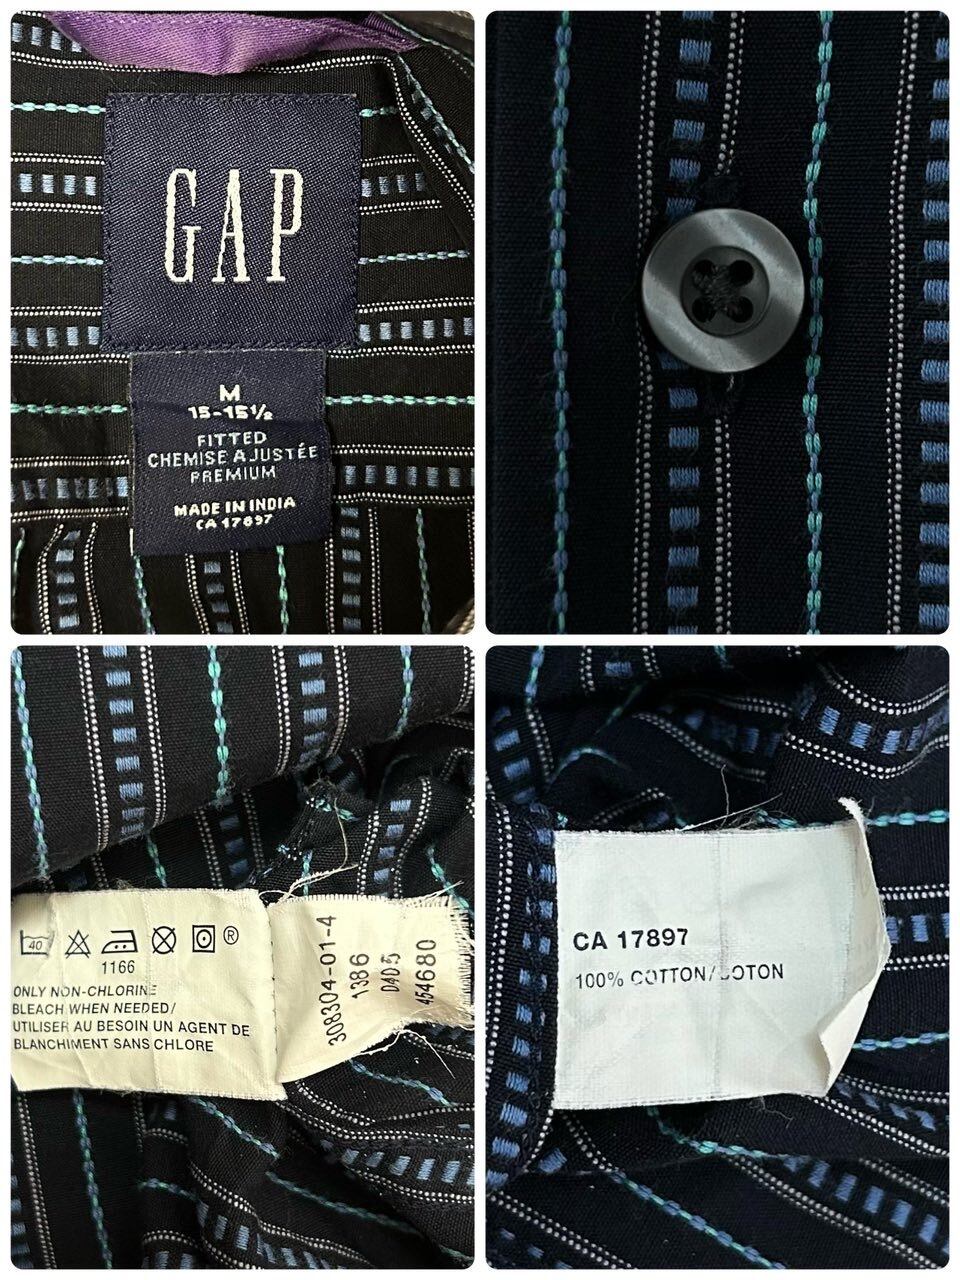 GAP
M
15-15½
FITTED
CHEMISE AJUSTÉE
PREMIUM
MADE IN INDIA
CA 17897
40
®
1166
ONLY NON-CHLORINE
BLEACH WHEN NEEDED/
UTILISER AU BESOIN UN AGENT DE
BLANCHIMENT SANS CHLORE
308304-01-4
1386
D405
454680
CA 17897
100% COTTON/COTON